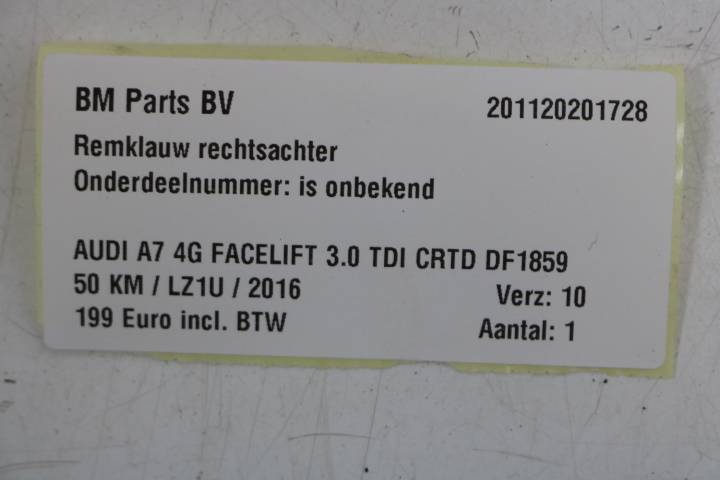 BM Parts BV 201120201728
Remklauw rechtsachter
Onderdeelnummer: is onbekend
AUDI A7 4G FACELIFT 3.0 TDI CRTD DF1859
50 KM / LZ1U / 2016 Verz: 10
199 Euro incl. BTW Aantal: 1